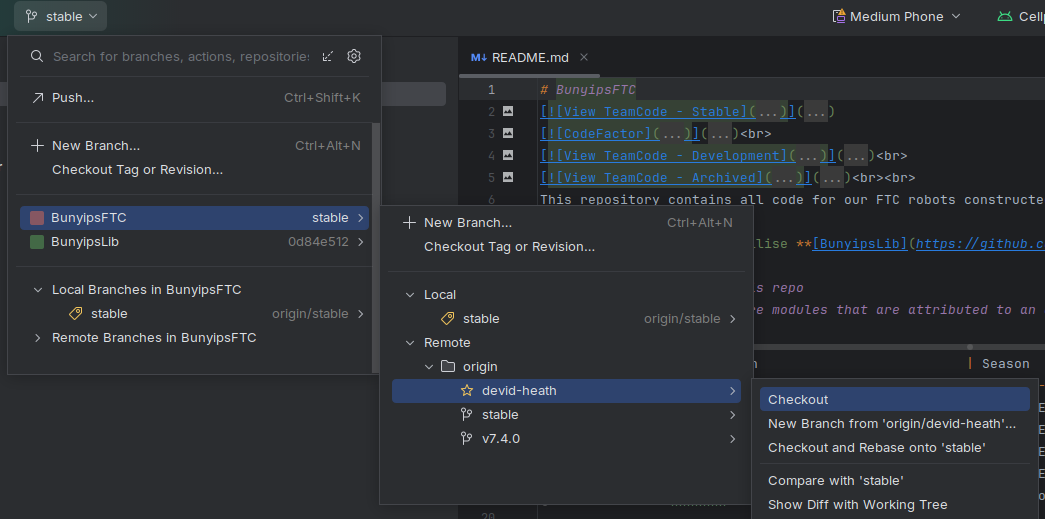 stable
Medium Phone
Search for branches, actions, repositories
Push...
Ctrl+Shift+K
New Branch...
Ctrl+Alt+N
Checkout Tag or Revision...
BunyipsFTC
stable
BunyipsLib
0d84e512
Local Branches in BunyipsFTC
stable
origin/stable
Remote Branches in BunyipsFTC
New Branch...
Ctrl+Alt+N
Checkout Tag or Revision...
Local
stable
origin/stable
Remote
origin
devid-heath
stable
v7.4.0
Checkout
New Branch from 'origin/devid-heath'...
Checkout and Rebase onto 'stable'
Compare with 'stable'
Show Diff with Working Tree
M↓ README.md
1 # BunyipsFTC
2 [![View TeamCode - Stable](...)](...)
3 [![CodeFactor](...)](...)<br>
4 [![View TeamCode - Development](...)](...)<br>
5 [![View TeamCode - Archived](...)](...)<br><br>
6 This repository contains all code for our FTC robots
**[BunyipsLib](https://github.c
repo
modules that are attributed to an
| Season